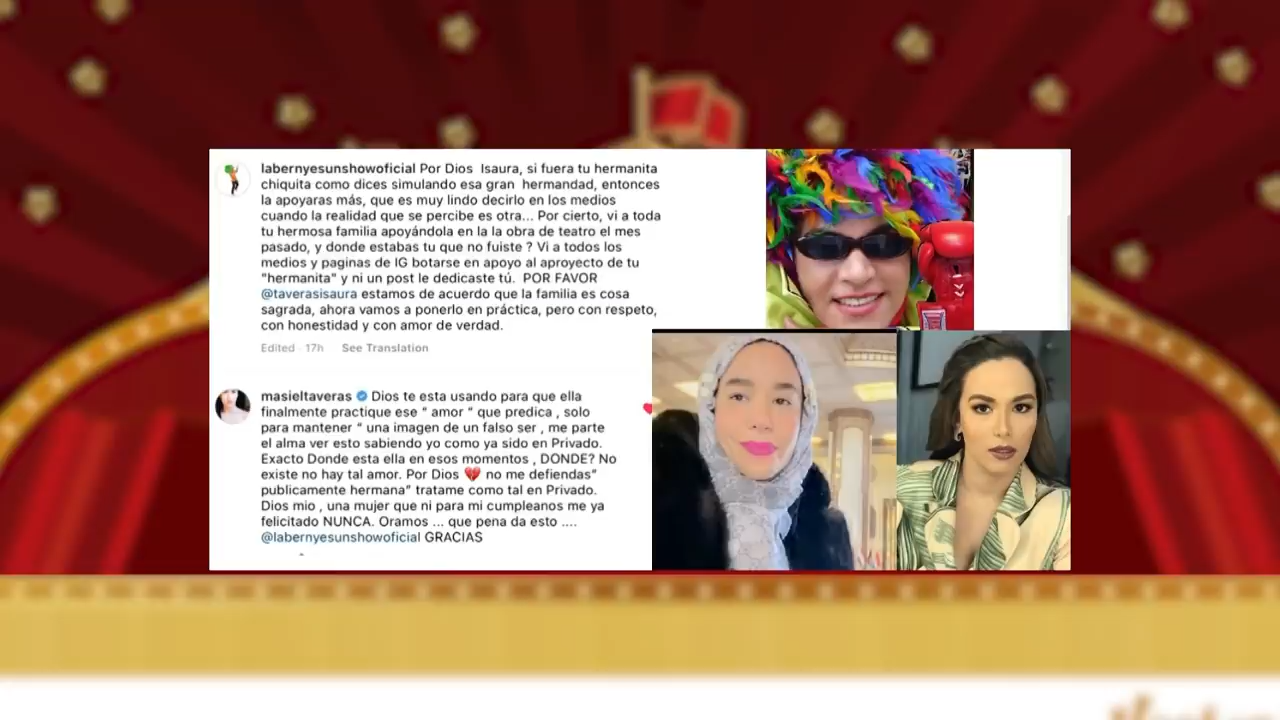 labernyesunshowoficial Por Dios Isaura, si fuera tu hermanita
chiquita como dices simulando esa gran hermandad, entonces
la apoyaras más, que es muy lindo decirlo en los medios
cuando la realidad que se percibe es otra... Por cierto, vi a toda
tu hermosa familia apoyándola en la la obra de teatro el mes
pasado, y donde estabas tu que no fuiste ? Vi a todos los
medios y paginas de IG botarse en apoyo al aproyecto de tu
"hermanita" y ni un post le dedicaste tú. POR FAVOR
@taverasisaura estamos de acuerdo que la familia es cosa
sagrada, ahora vamos a ponerlo en práctica, pero con respeto,
con honestidad y con amor de verdad.
Edited · 17h See Translation
masieltaveras Dios te esta usando para que ella
finalmente practique ese “ amor “ que predica , solo
para mantener “ una imagen de un falso ser , me parte
el alma ver esto sabiendo yo como ya sido en Privado.
Exacto Donde esta ella en esos momentos , DONDE? No
existe no hay tal amor. Por Dios 💔 no me defiendas”
publicamente hermana” tratame como tal en Privado.
Dios mio , una mujer que ni para mi cumpleanos me ya
felicitado NUNCA. Oramos ... que pena da esto ....
@labernyesunshowoficial GRACIAS